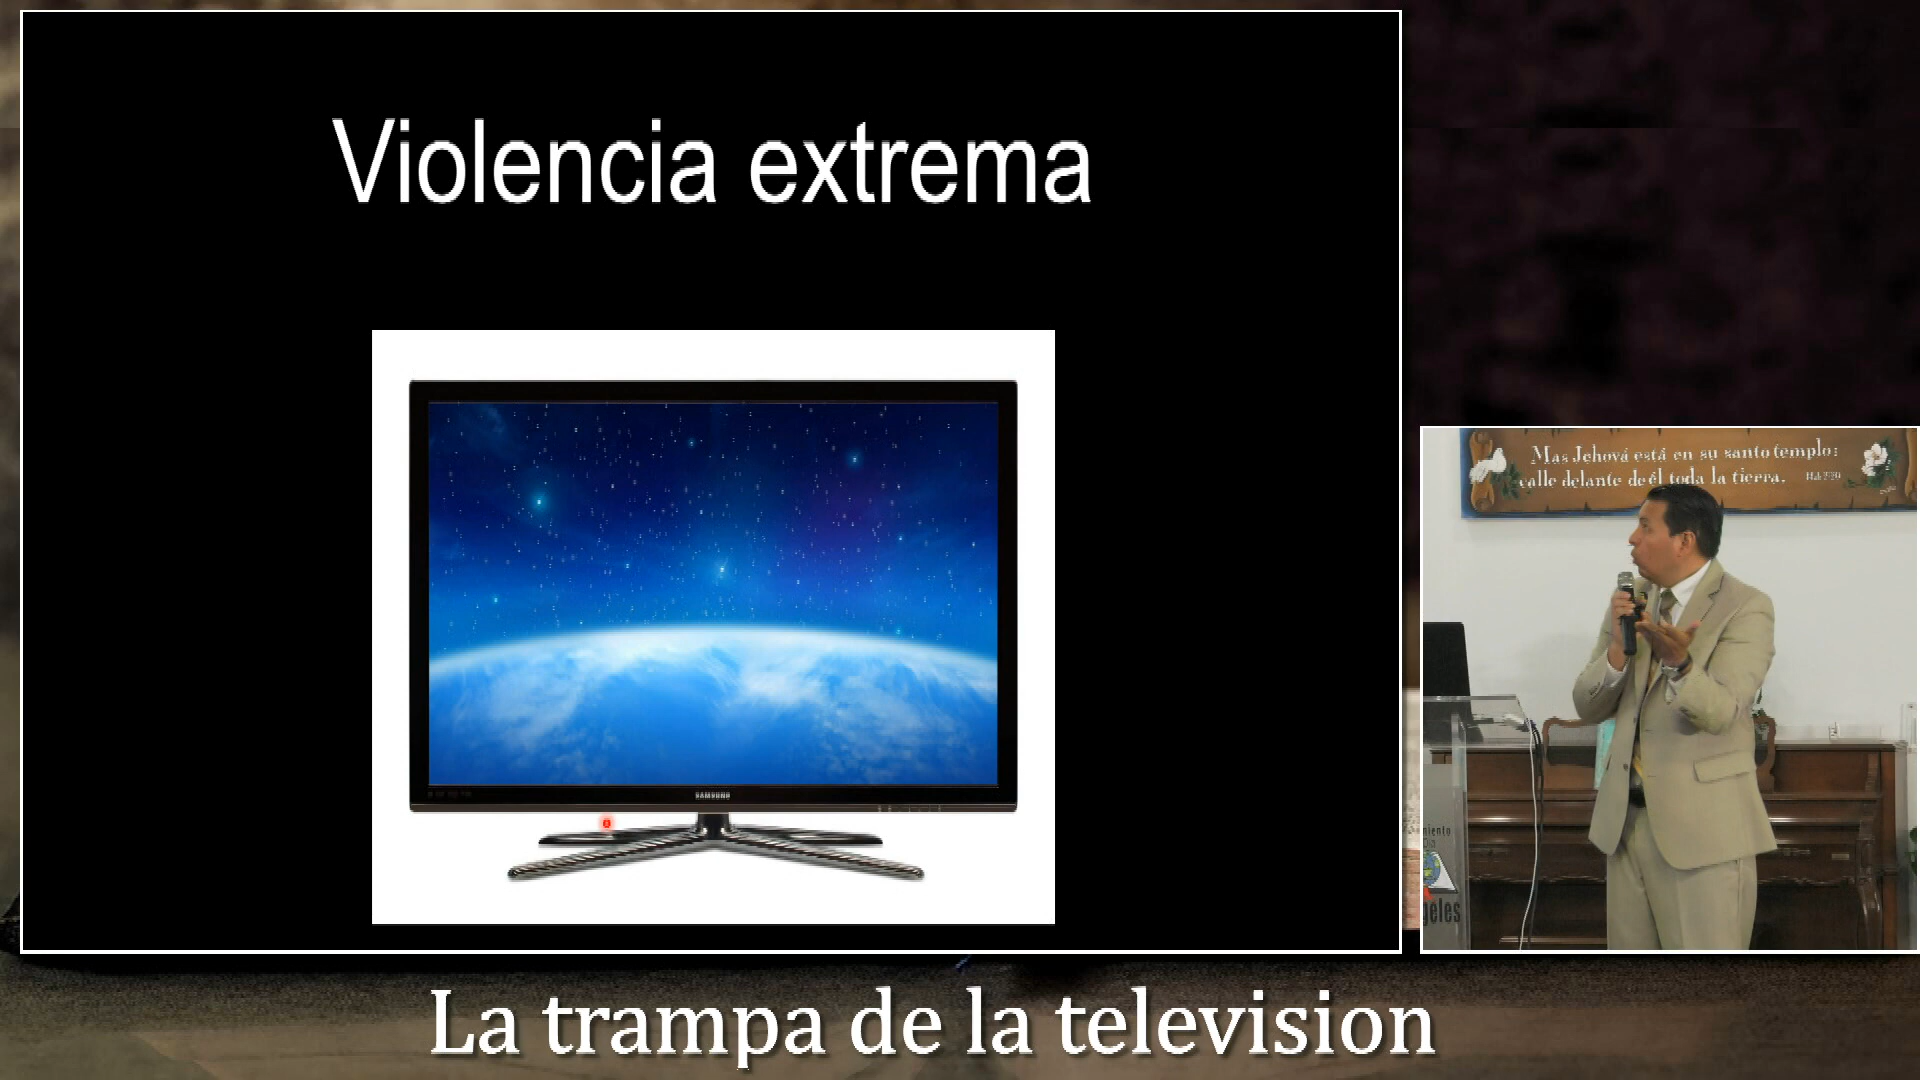 Violencia extrema
SAMSUNG
Mas Jehová está en su santo templo:
calle delante de él toda la tierra.
La trampa de la television